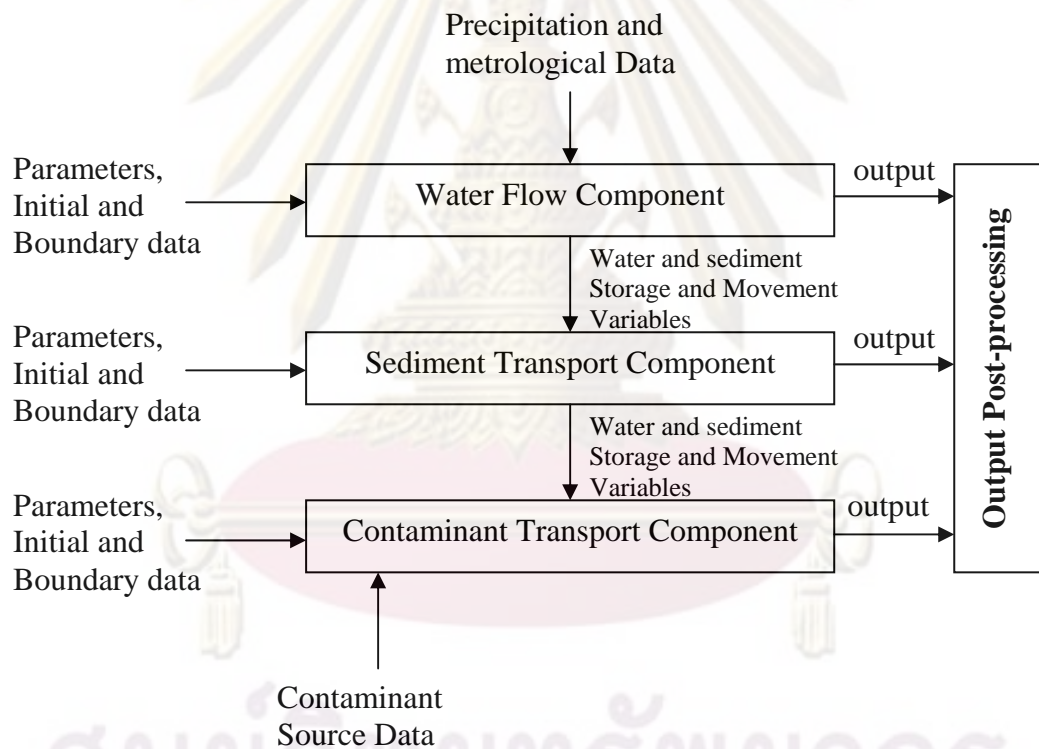 Precipitation and
metrological Data
Parameters,
Initial and
Boundary data
Water Flow Component
output
Water and sediment
Storage and Movement
Variables
Parameters,
Initial and
Boundary data
Sediment Transport Component
output
Water and sediment
Storage and Movement
Variables
Parameters,
Initial and
Boundary data
Contaminant Transport Component
output
Output Post-processing
Contaminant
Source Data